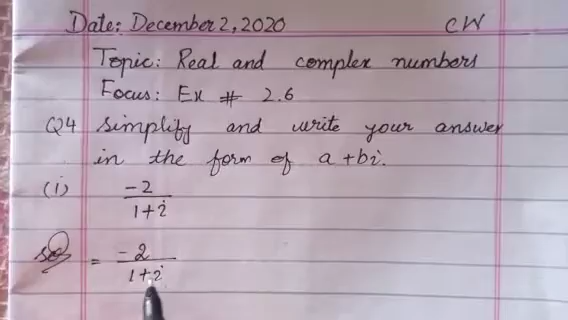 Date: December 2, 2020 CW
Topic: Real and complex numbers
Focus: Ex # 2.6
Q4 simplify and write your answer
in the form of a+bi.
(i) -2
1+i
Sol
= -2
1+i